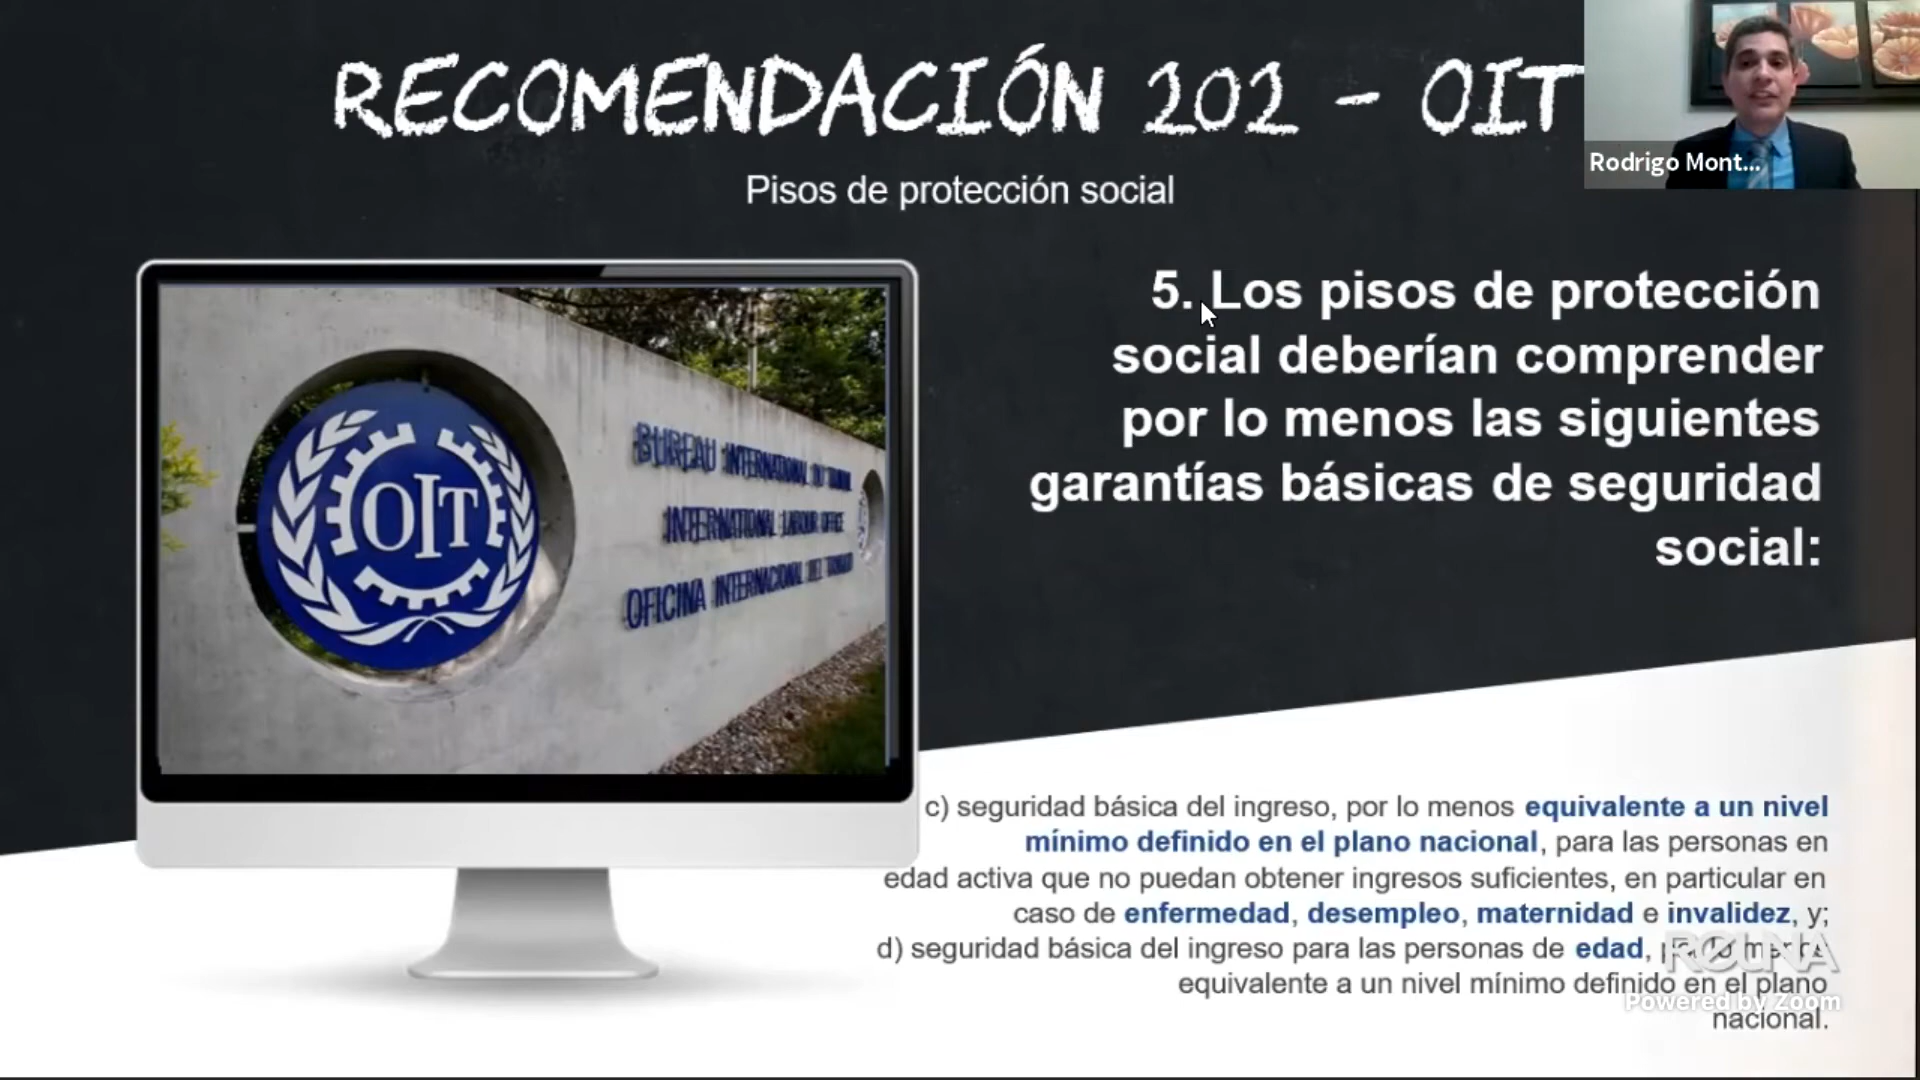 RECOMENDACIÓN 202 - OIT
Rodrigo Mont...
Pisos de protección social
5. Los pisos de protección
social deberían comprender
por lo menos las siguientes
garantías básicas de seguridad
social:
BUREAU INTERNATIONAL DU TRAVAIL
INTERNATIONAL LABOUR OFFICE
OFICINA INTERNACIONAL DEL TRABAJO
OIT
c) seguridad básica del ingreso, por lo menos equivalente a un nivel
mínimo definido en el plano nacional, para las personas en
edad activa que no puedan obtener ingresos suficientes, en particular en
caso de enfermedad, desempleo, maternidad e invalidez, y;
d) seguridad básica del ingreso para las personas de edad, por lo menos
equivalente a un nivel mínimo definido en el plano
nacional.
REUNA
Powered by Zoom